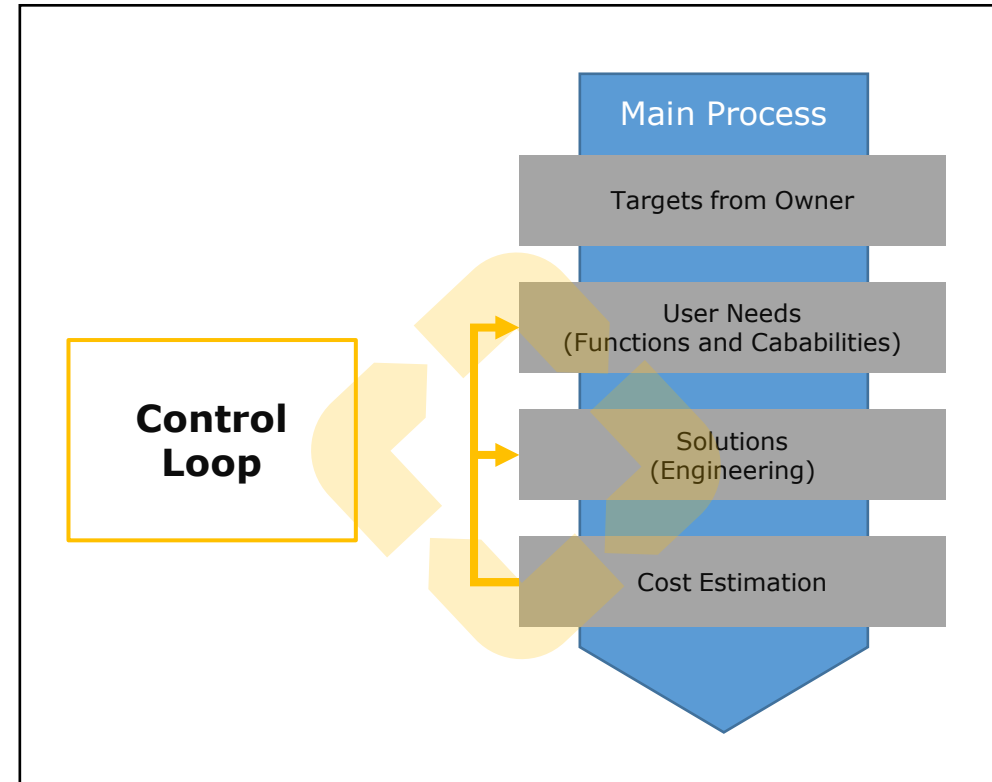 Main Process
Targets from Owner
User Needs
(Functions and Cababilities)
Control
Loop
Solutions
(Engineering)
Cost Estimation